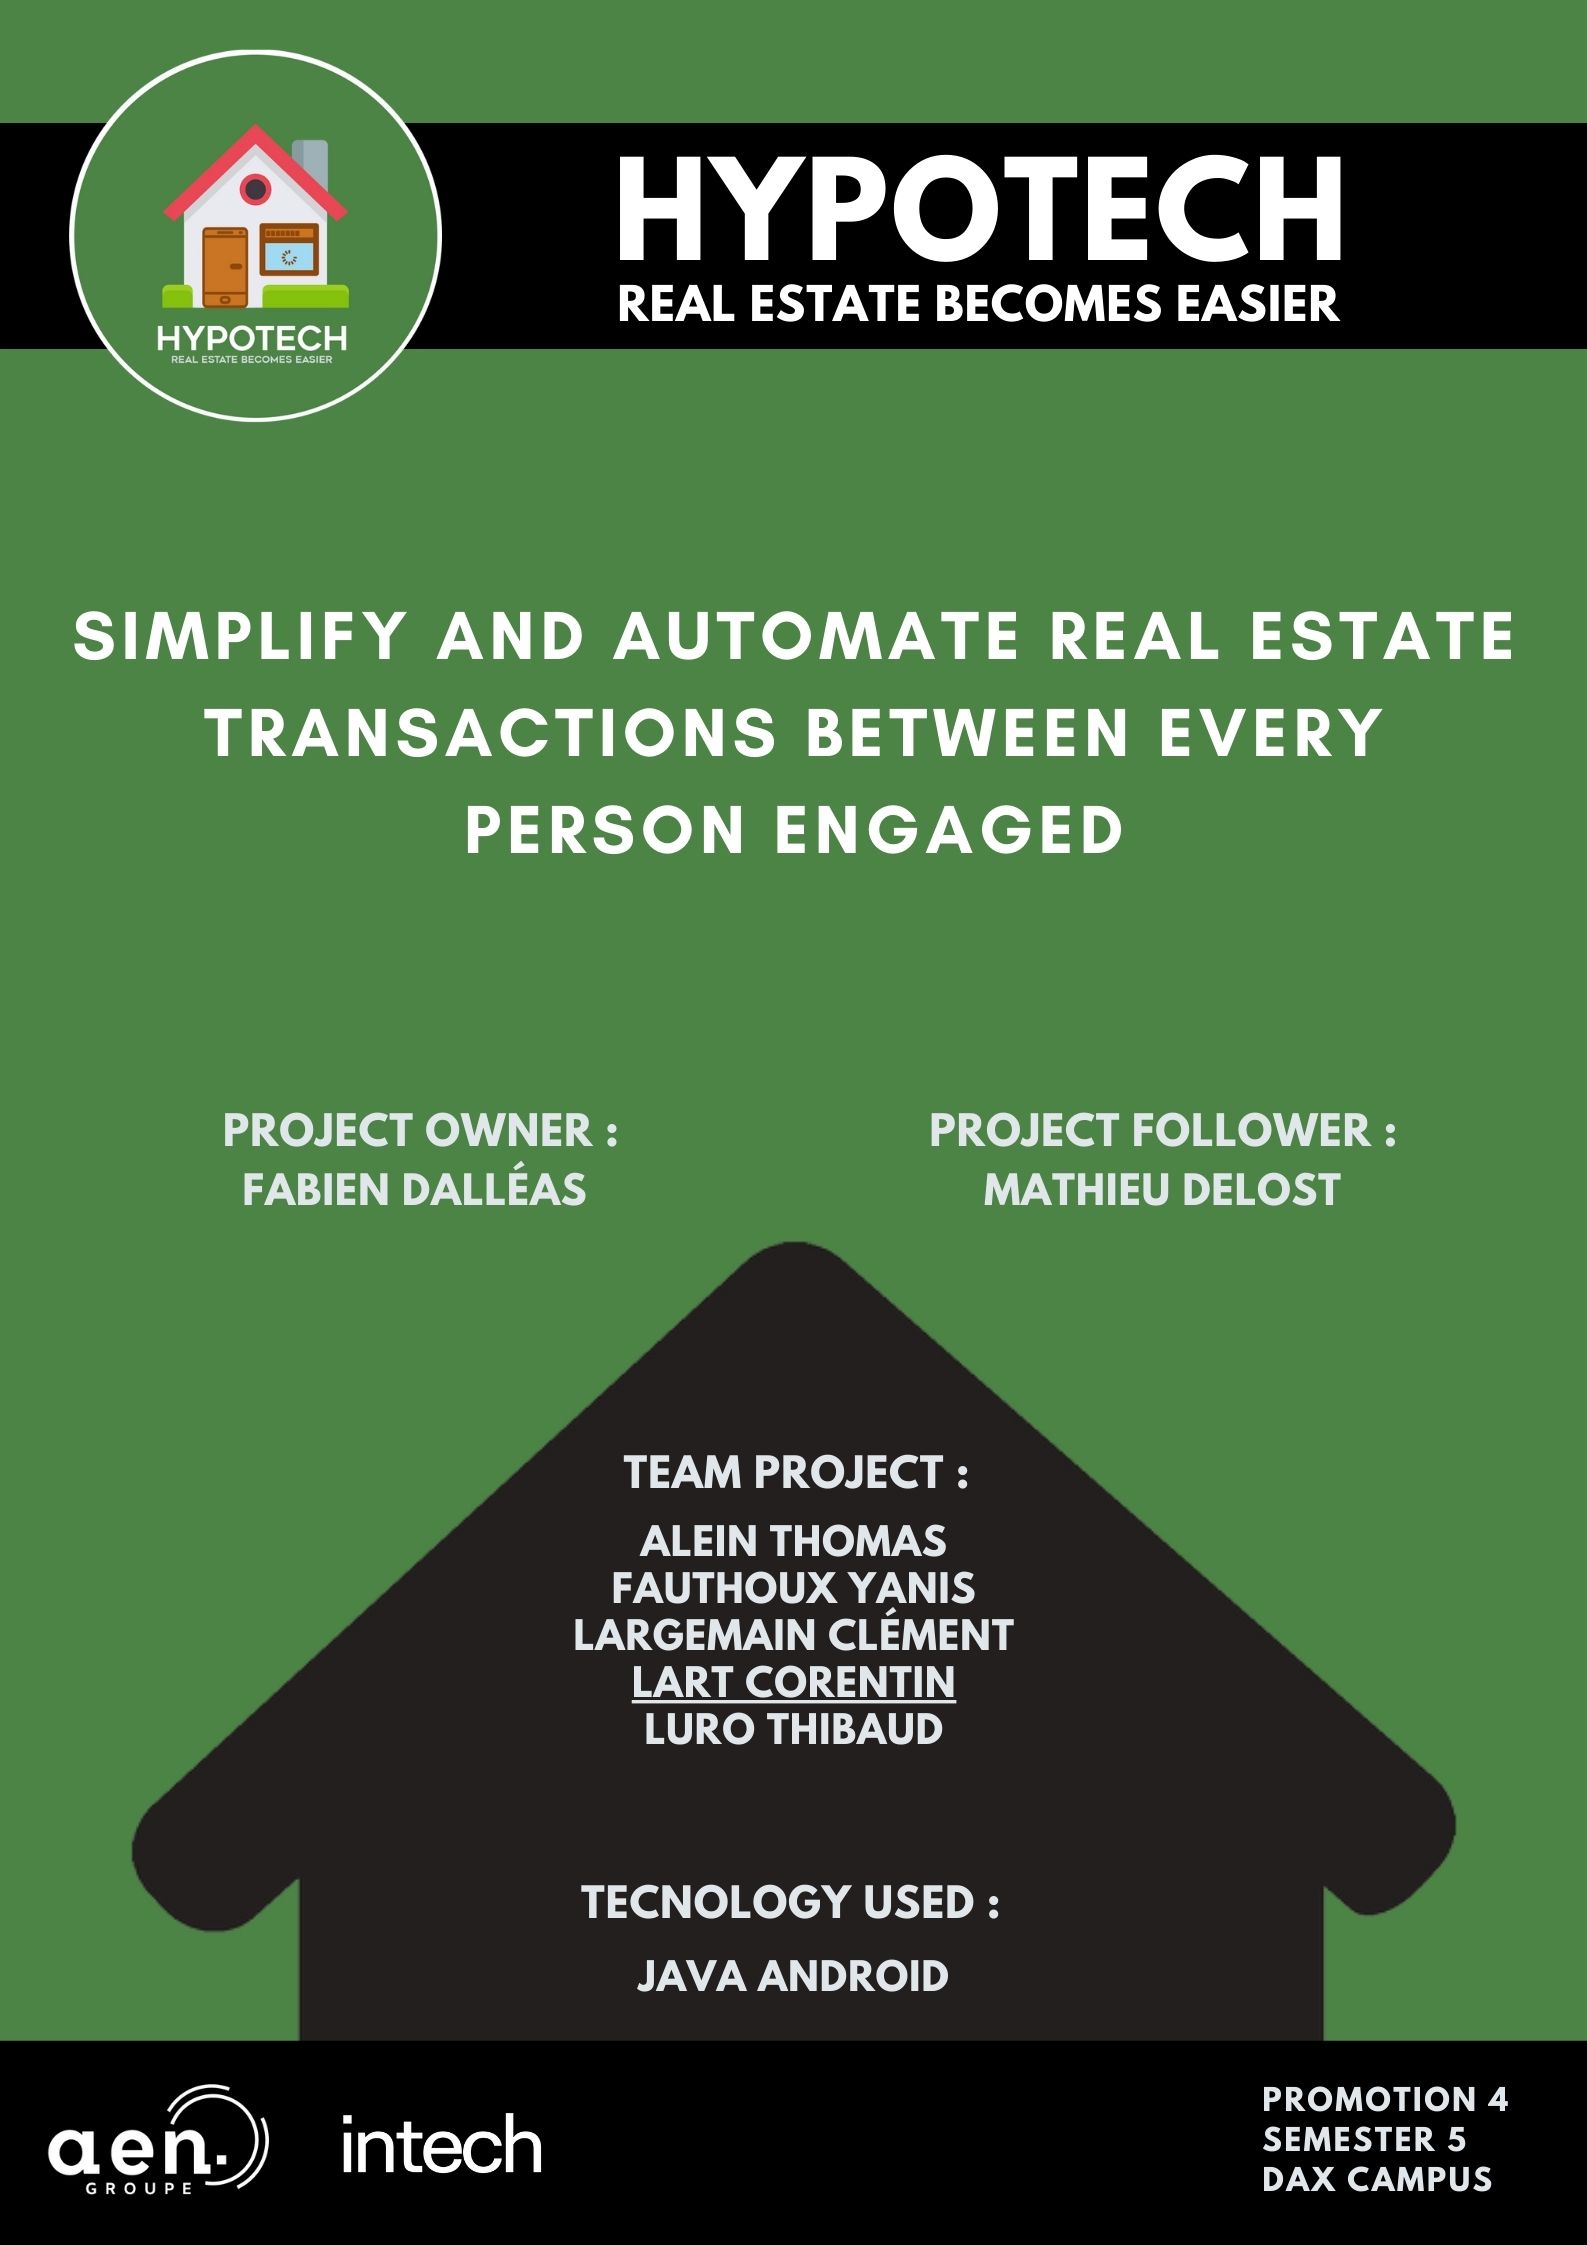 HYPOTECH
REAL ESTATE BECOMES EASIER
HYPOTECH
REAL ESTATE BECOMES EASIER
SIMPLIFY AND AUTOMATE REAL ESTATE
TRANSACTIONS BETWEEN EVERY
PERSON ENGAGED
PROJECT OWNER :
FABIEN DALLÉAS
PROJECT FOLLOWER :
MATHIEU DELOST
TEAM PROJECT :
ALEIN THOMAS
FAUTHOUX YANIS
LARGEMAIN CLÉMENT
LART CORENTIN
LURO THIBAUD
TECNOLOGY USED :
JAVA ANDROID
aen.
GROUPE
intech
PROMOTION 4
SEMESTER 5
DAX CAMPUS